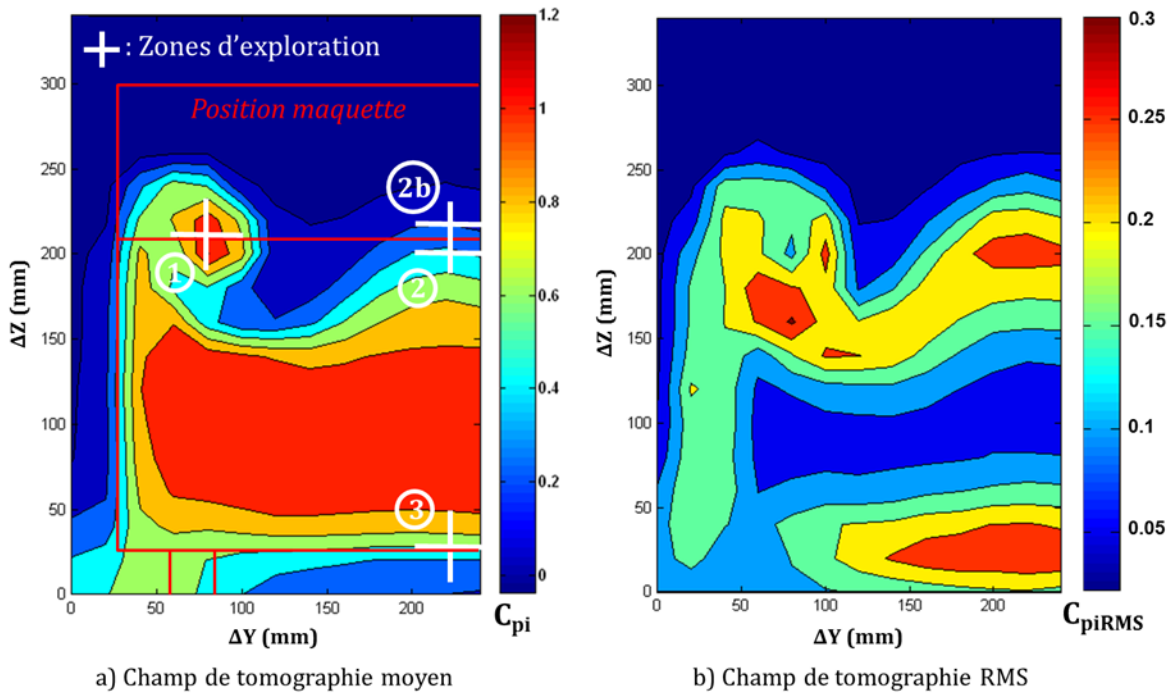 : Zones d'exploration
Position maquette
2b
1
2
3
300
250
200
150
100
50
0
ΔZ (mm)
0 50 100 150 200
ΔY (mm)
1.2
1
0.8
0.6
0.4
0.2
0
Cpi
a) Champ de tomographie moyen
300
250
200
150
100
50
0
ΔZ (mm)
0 50 100 150 200
ΔY (mm)
0.3
0.25
0.2
0.15
0.1
0.05
CpiRMS
b) Champ de tomographie RMS